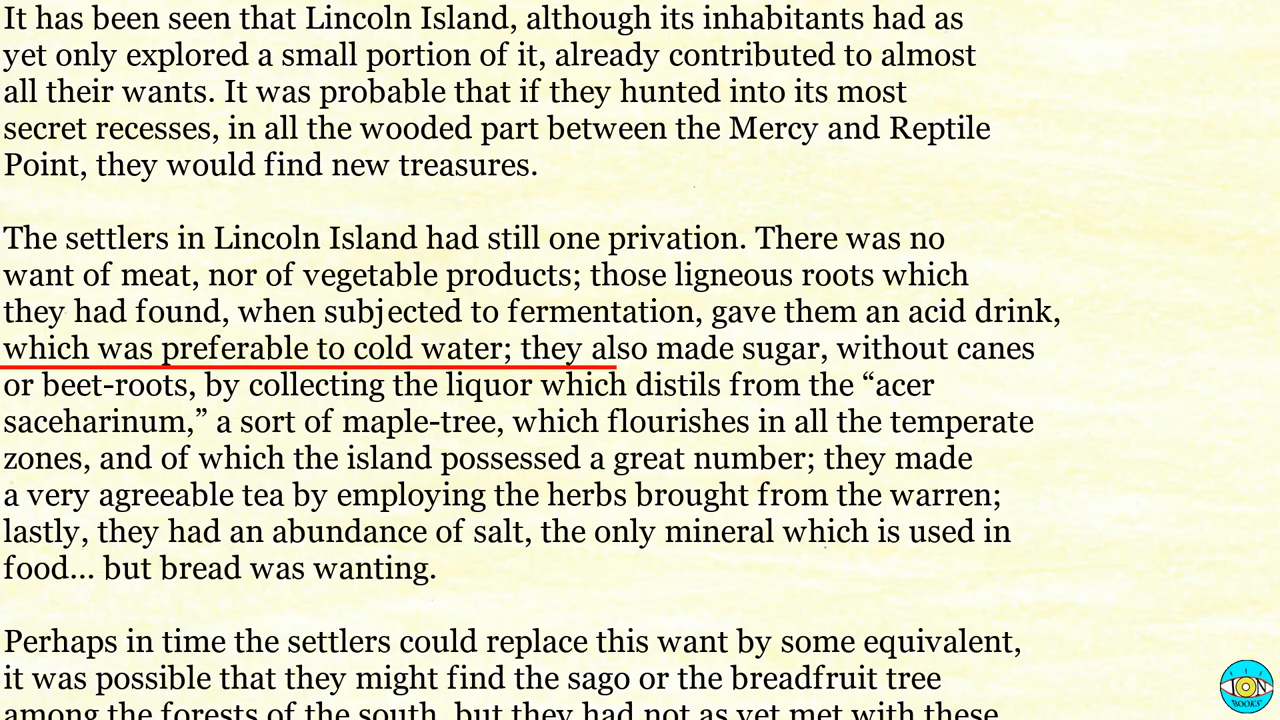 It has been seen that Lincoln Island, although its inhabitants had as
yet only explored a small portion of it, already contributed to almost
all their wants. It was probable that if they hunted into its most
secret recesses, in all the wooded part between the Mercy and Reptile
Point, they would find new treasures.
The settlers in Lincoln Island had still one privation. There was no
want of meat, nor of vegetable products; those ligneous roots which
they had found, when subjected to fermentation, gave them an acid drink,
which was preferable to cold water; they also made sugar, without canes
or beet-roots, by collecting the liquor which distils from the “acer
saceharinum,” a sort of maple-tree, which flourishes in all the temperate
zones, and of which the island possessed a great number; they made
a very agreeable tea by employing the herbs brought from the warren;
lastly, they had an abundance of salt, the only mineral which is used in
food... but bread was wanting.
Perhaps in time the settlers could replace this want by some equivalent,
it was possible that they might find the sago or the breadfruit tree
among the forests of the south, but they had not as yet met with these
ION
BOOKS